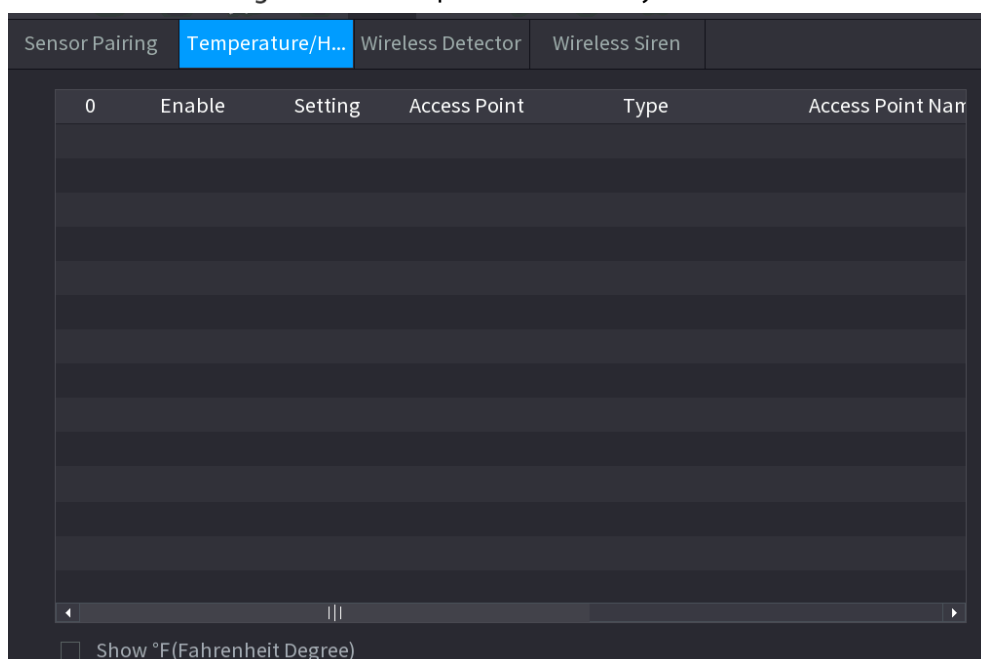 Sensor Pairing Temperature/H... Wireless Detector Wireless Siren
0 Enable Setting Access Point Type Access Point Nam
Show °F(Fahrenheit Degree)